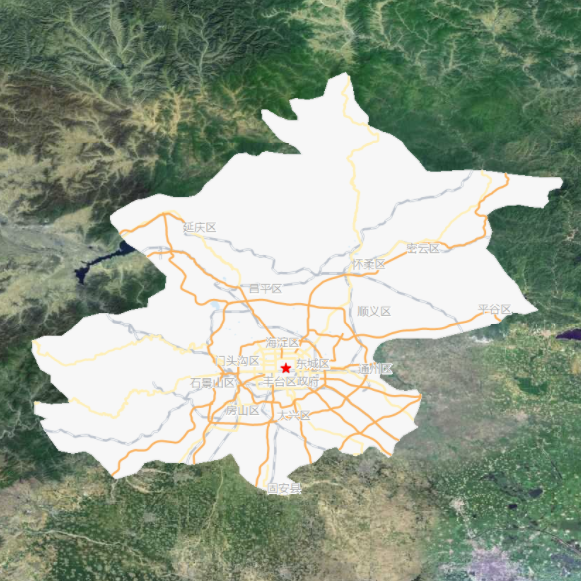 延庆区
密云区
怀柔区
昌平区
平谷区
顺义区
海淀区
门头沟区
东城区
通州区
石景山区
丰台区政府
房山区
大兴区
固安县